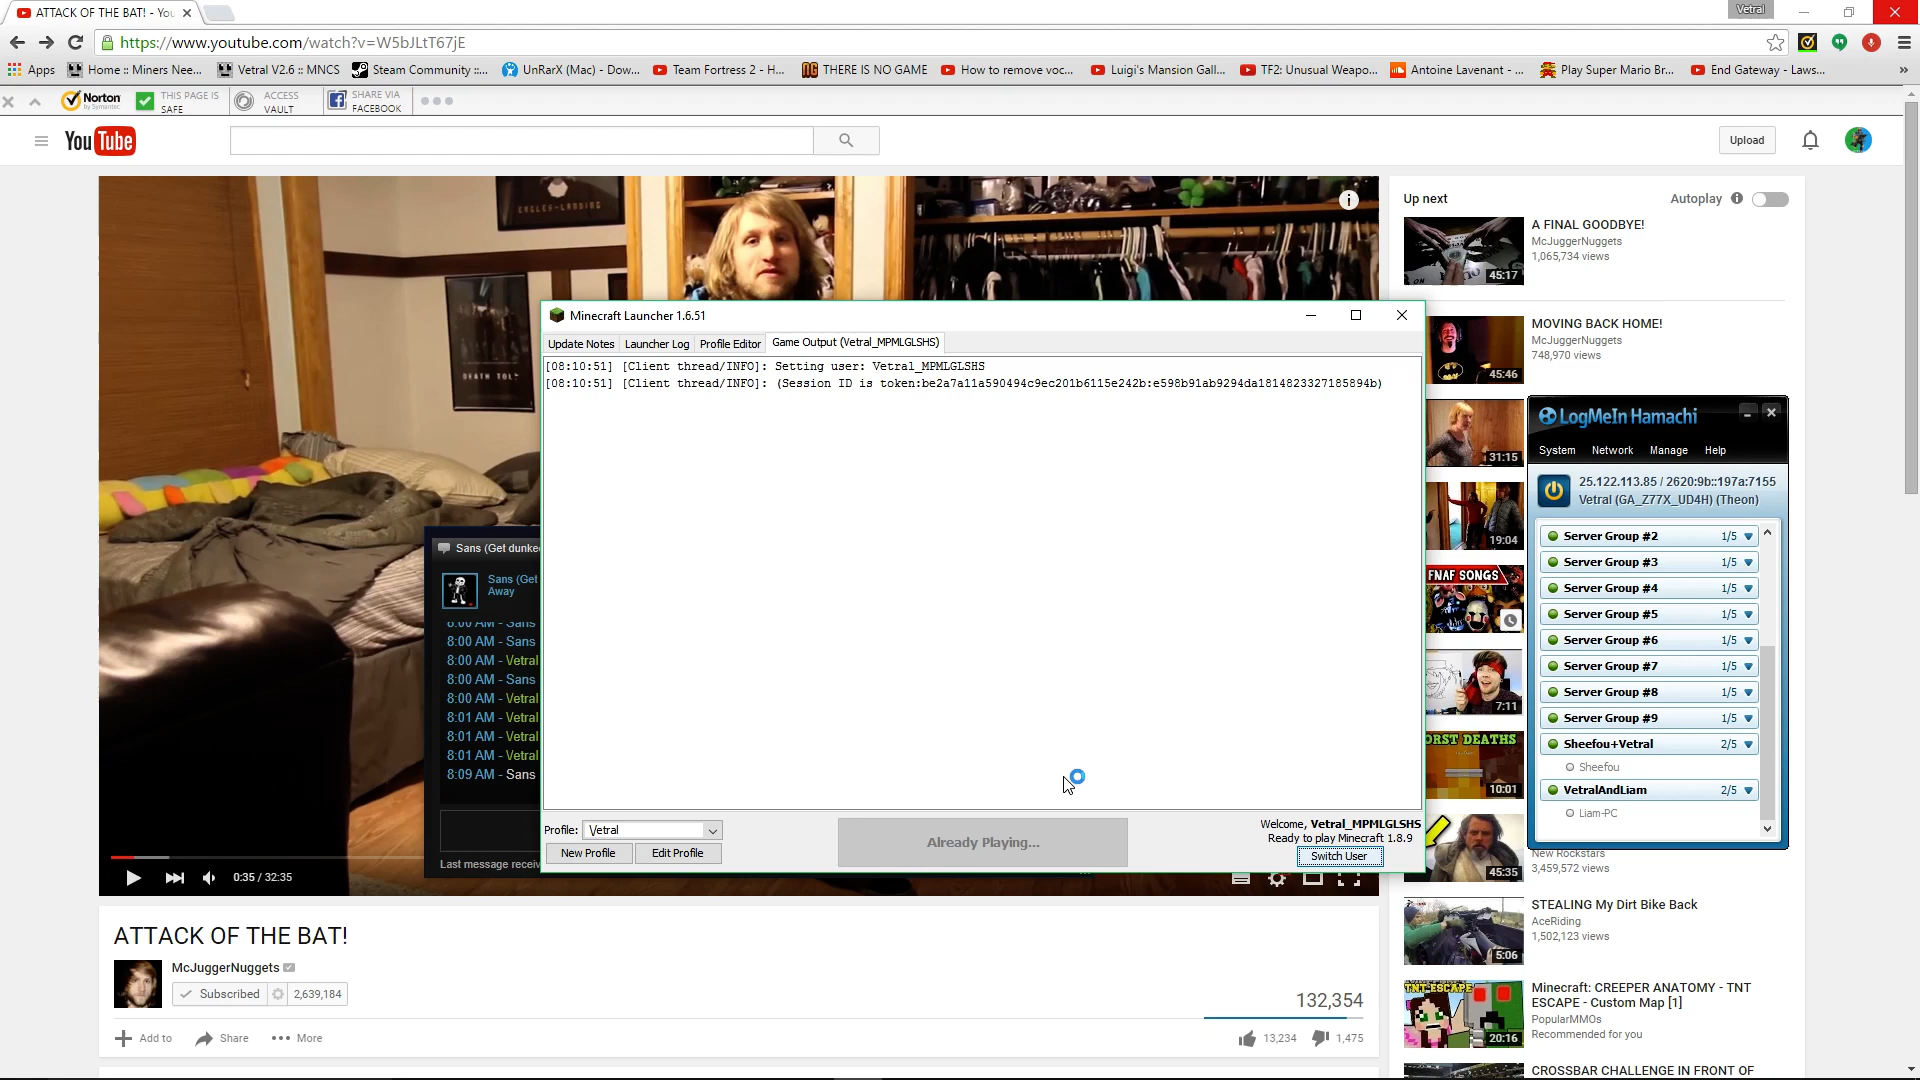 ATTACK OF THE BAT! - You
Vetral
https://www.youtube.com/watch?v=W5bJLtT67jE
Apps
Home :: Miners Nee...
Vetral V2.6 :: MNCS
Steam Community ::...
UnRarX (Mac) - Dow...
Team Fortress 2 - H...
THERE IS NO GAME
How to remove voc...
Luigi's Mansion Gall...
TF2: Unusual Weapo...
Antoine Lavenant - ...
Play Super Mario Br...
End Gateway - Laws...
Norton
by Symantec
THIS PAGE IS
SAFE
ACCESS
VAULT
SHARE VIA
FACEBOOK
YouTube
Upload
EAGLES-LANDING
DEATH TOLL
Up next
Autoplay
A FINAL GOODBYE!
McJuggerNuggets
1,065,734 views
45:17
MOVING BACK HOME!
McJuggerNuggets
748,970 views
45:46
31:15
19:04
FNAF SONGS
7:11
ORST DEATHS
10:01
New Rockstars
3,459,572 views
45:35
STEALING My Dirt Bike Back
AceRiding
1,502,123 views
5:06
Minecraft: CREEPER ANATOMY - TNT
ESCAPE - Custom Map [1]
PopularMMOs
Recommended for you
TNT ESCAPE
20:16
CROSSBAR CHALLENGE IN FRONT OF
Minecraft Launcher 1.6.51
Update Notes
Launcher Log
Profile Editor
Game Output (Vetral_MPMLGLSHS)
[08:10:51] [Client thread/INFO]: Setting user: Vetral_MPMLGLSHS
[08:10:51] [Client thread/INFO]: (Session ID is token:be2a7a11a590494c9ec201b6115e242b:e598b91ab9294da1814823327185894b)
Profile:
Vetral
New Profile
Edit Profile
Already Playing...
Welcome, Vetral_MPMLGLSHS
Ready to play Minecraft 1.8.9
Switch User
Sans (Get dunke
Sans (Get
Away
8:00 AM - Sans
8:00 AM - Sans
8:00 AM - Vetral
8:00 AM - Sans
8:00 AM - Vetral
8:01 AM - Vetral
8:01 AM - Vetral
8:01 AM - Vetral
8:09 AM - Sans
Last message receiv
LogMeIn Hamachi
System
Network
Manage
Help
25.122.113.85 / 2620:9b::197a:7155
Vetral (GA_Z77X_UD4H) (Theon)
Server Group #2 1/5
Server Group #3 1/5
Server Group #4 1/5
Server Group #5 1/5
Server Group #6 1/5
Server Group #7 1/5
Server Group #8 1/5
Server Group #9 1/5
Sheefou+Vetral 2/5
Sheefou
VetralAndLiam 2/5
Liam-PC
0:35 / 32:35
ATTACK OF THE BAT!
McJuggerNuggets
Subscribed
2,639,184
132,354
Add to
Share
More
13,234
1,475